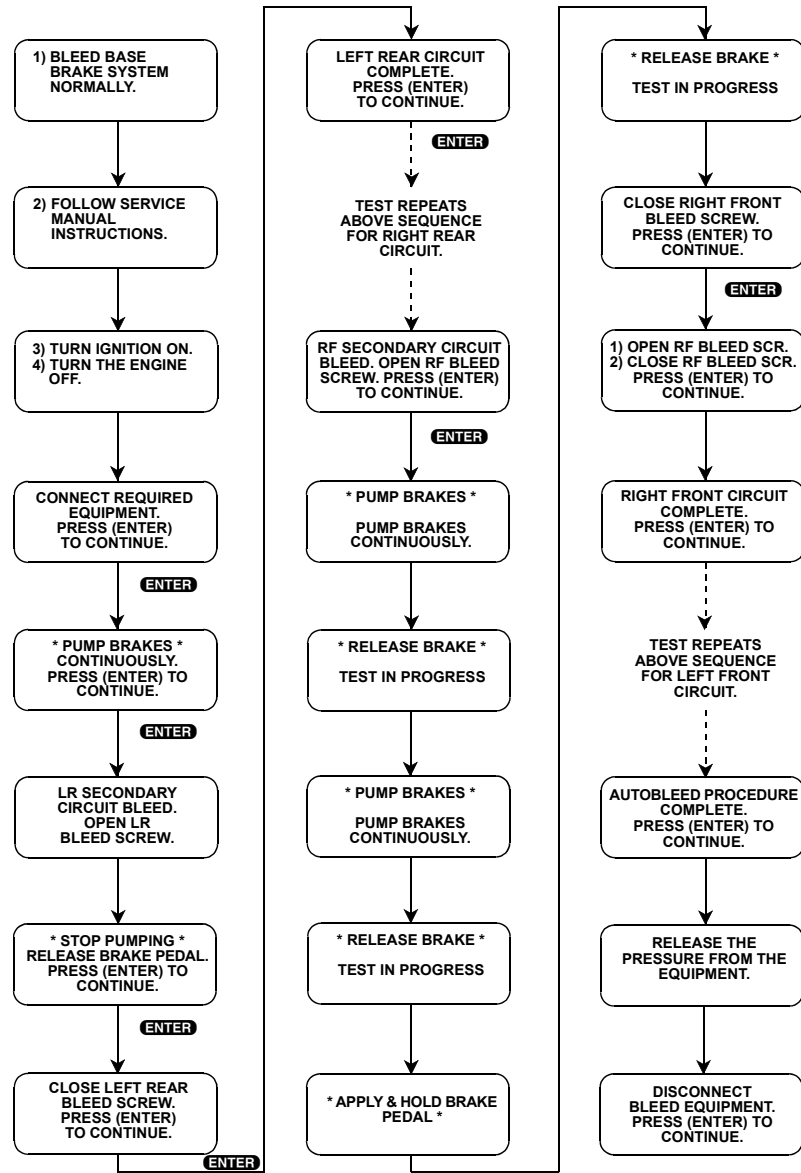 1) BLEED BASE
BRAKE SYSTEM
NORMALLY.
2) FOLLOW SERVICE
MANUAL
INSTRUCTIONS.
3) TURN IGNITION ON.
4) TURN THE ENGINE
OFF.
CONNECT REQUIRED
EQUIPMENT.
PRESS (ENTER)
TO CONTINUE.
ENTER
* PUMP BRAKES *
CONTINUOUSLY.
PRESS (ENTER) TO
CONTINUE.
ENTER
LR SECONDARY
CIRCUIT BLEED.
OPEN LR
BLEED SCREW.
* STOP PUMPING *
RELEASE BRAKE PEDAL.
PRESS (ENTER) TO
CONTINUE.
ENTER
CLOSE LEFT REAR
BLEED SCREW.
PRESS (ENTER)
TO CONTINUE.
ENTER
LEFT REAR CIRCUIT
COMPLETE.
PRESS (ENTER)
TO CONTINUE.
ENTER
TEST REPEATS
ABOVE SEQUENCE
FOR RIGHT REAR
CIRCUIT.
RF SECONDARY CIRCUIT
BLEED. OPEN RF BLEED
SCREW. PRESS (ENTER)
TO CONTINUE.
ENTER
* PUMP BRAKES *
PUMP BRAKES
CONTINUOUSLY.
* RELEASE BRAKE *
TEST IN PROGRESS
* PUMP BRAKES *
PUMP BRAKES
CONTINUOUSLY.
* RELEASE BRAKE *
TEST IN PROGRESS
* APPLY & HOLD BRAKE
PEDAL *
* RELEASE BRAKE *
TEST IN PROGRESS
CLOSE RIGHT FRONT
BLEED SCREW.
PRESS (ENTER) TO
CONTINUE.
ENTER
1) OPEN RF BLEED SCR.
2) CLOSE RF BLEED SCR.
PRESS (ENTER) TO
CONTINUE.
RIGHT FRONT CIRCUIT
COMPLETE.
PRESS (ENTER) TO
CONTINUE.
TEST REPEATS
ABOVE SEQUENCE
FOR LEFT FRONT
CIRCUIT.
AUTOBLEED PROCEDURE
COMPLETE.
PRESS (ENTER) TO
CONTINUE.
RELEASE THE
PRESSURE FROM THE
EQUIPMENT.
DISCONNECT
BLEED EQUIPMENT.
PRESS (ENTER) TO
CONTINUE.